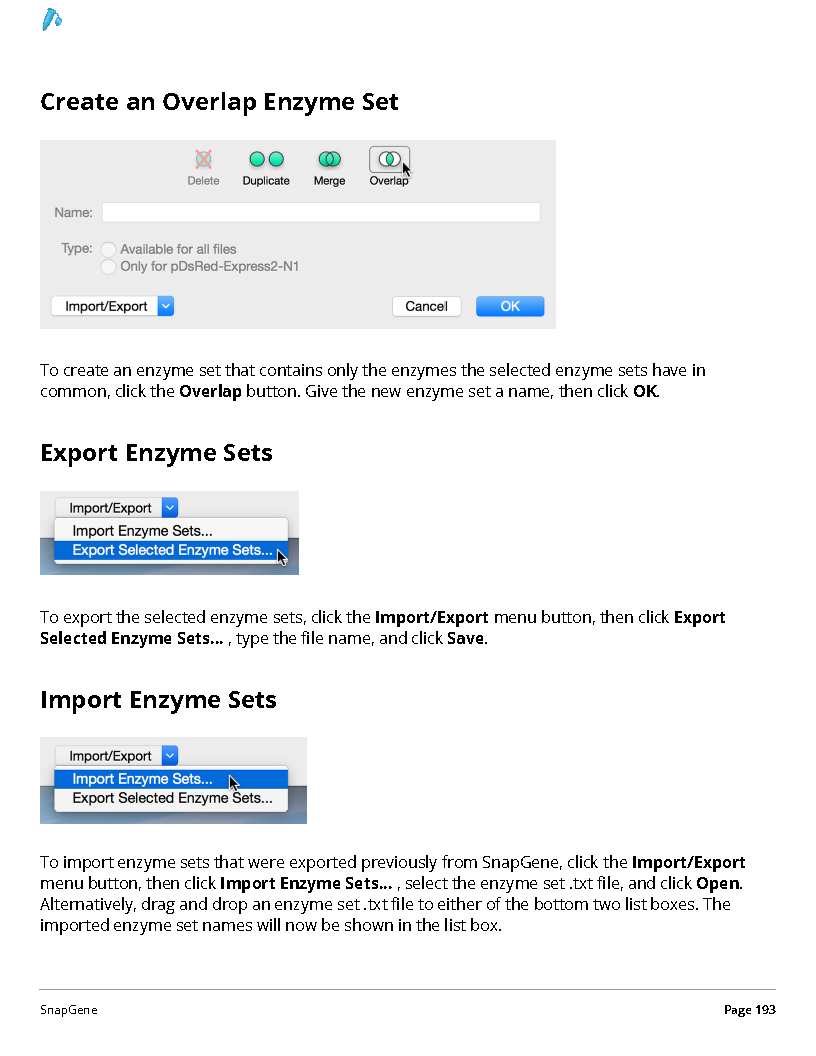 Create an Overlap Enzyme Set
Delete Duplicate Merge Overlap
Name:
Type: Available for all files
Only for pDsRed-Express2-N1
Import/Export Cancel OK
To create an enzyme set that contains only the enzymes the selected enzyme sets have in
common, click the Overlap button. Give the new enzyme set a name, then click OK.
Export Enzyme Sets
Import/Export
Import Enzyme Sets...
Export Selected Enzyme Sets...
To export the selected enzyme sets, click the Import/Export menu button, then click Export
Selected Enzyme Sets... , type the file name, and click Save.
Import Enzyme Sets
Import/Export
Import Enzyme Sets...
Export Selected Enzyme Sets...
To import enzyme sets that were exported previously from SnapGene, click the Import/Export
menu button, then click Import Enzyme Sets... , select the enzyme set .txt file, and click Open.
Alternatively, drag and drop an enzyme set .txt file to either of the bottom two list boxes. The
imported enzyme set names will now be shown in the list box.
SnapGene Page 193